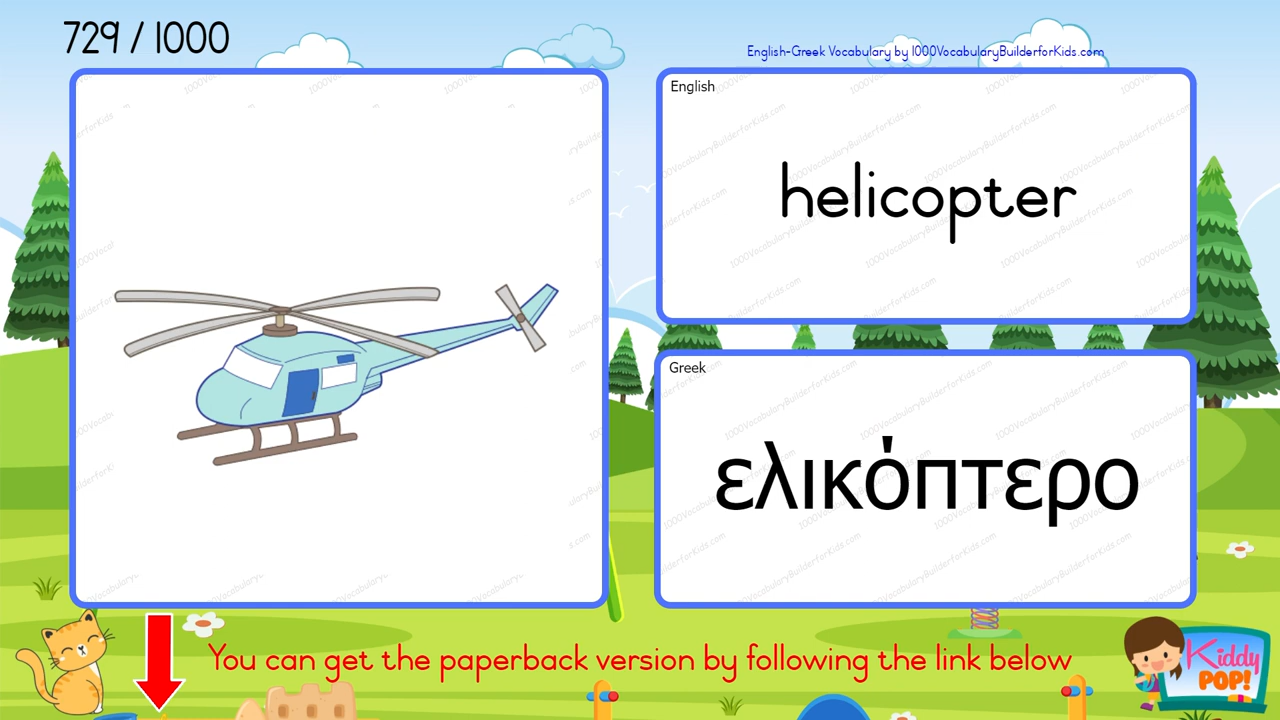 729 / 1000
English-Greek Vocabulary by 1000VocabularyBuilderforKids.com
English
helicopter
Greek
ελικόπτερο
You can get the paperback version by following the link below
Kiddy
POP!